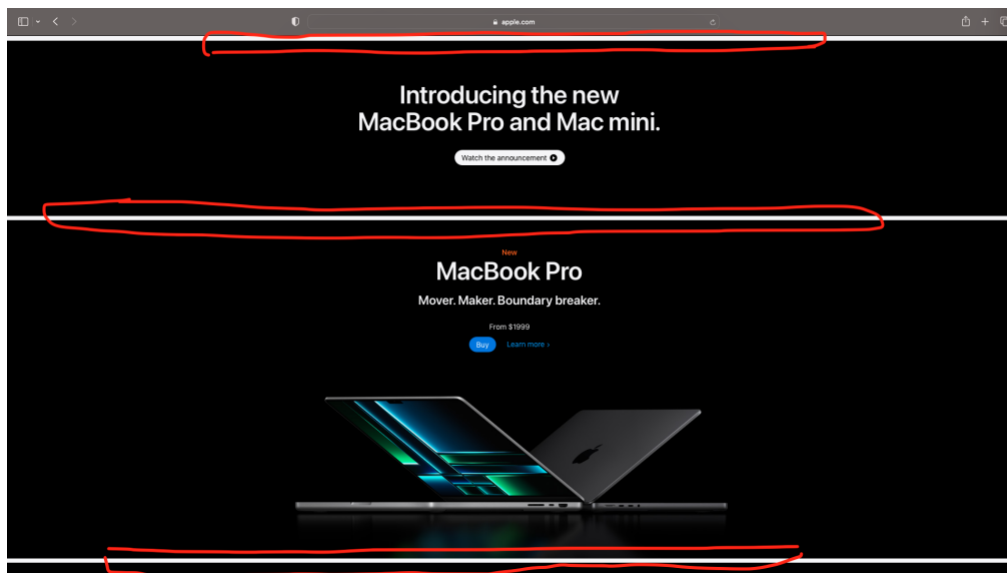 apple.com
Introducing the new
MacBook Pro and Mac mini.
Watch the announcement
New
MacBook Pro
Mover. Maker. Boundary breaker.
From $1999
Buy Learn more ›